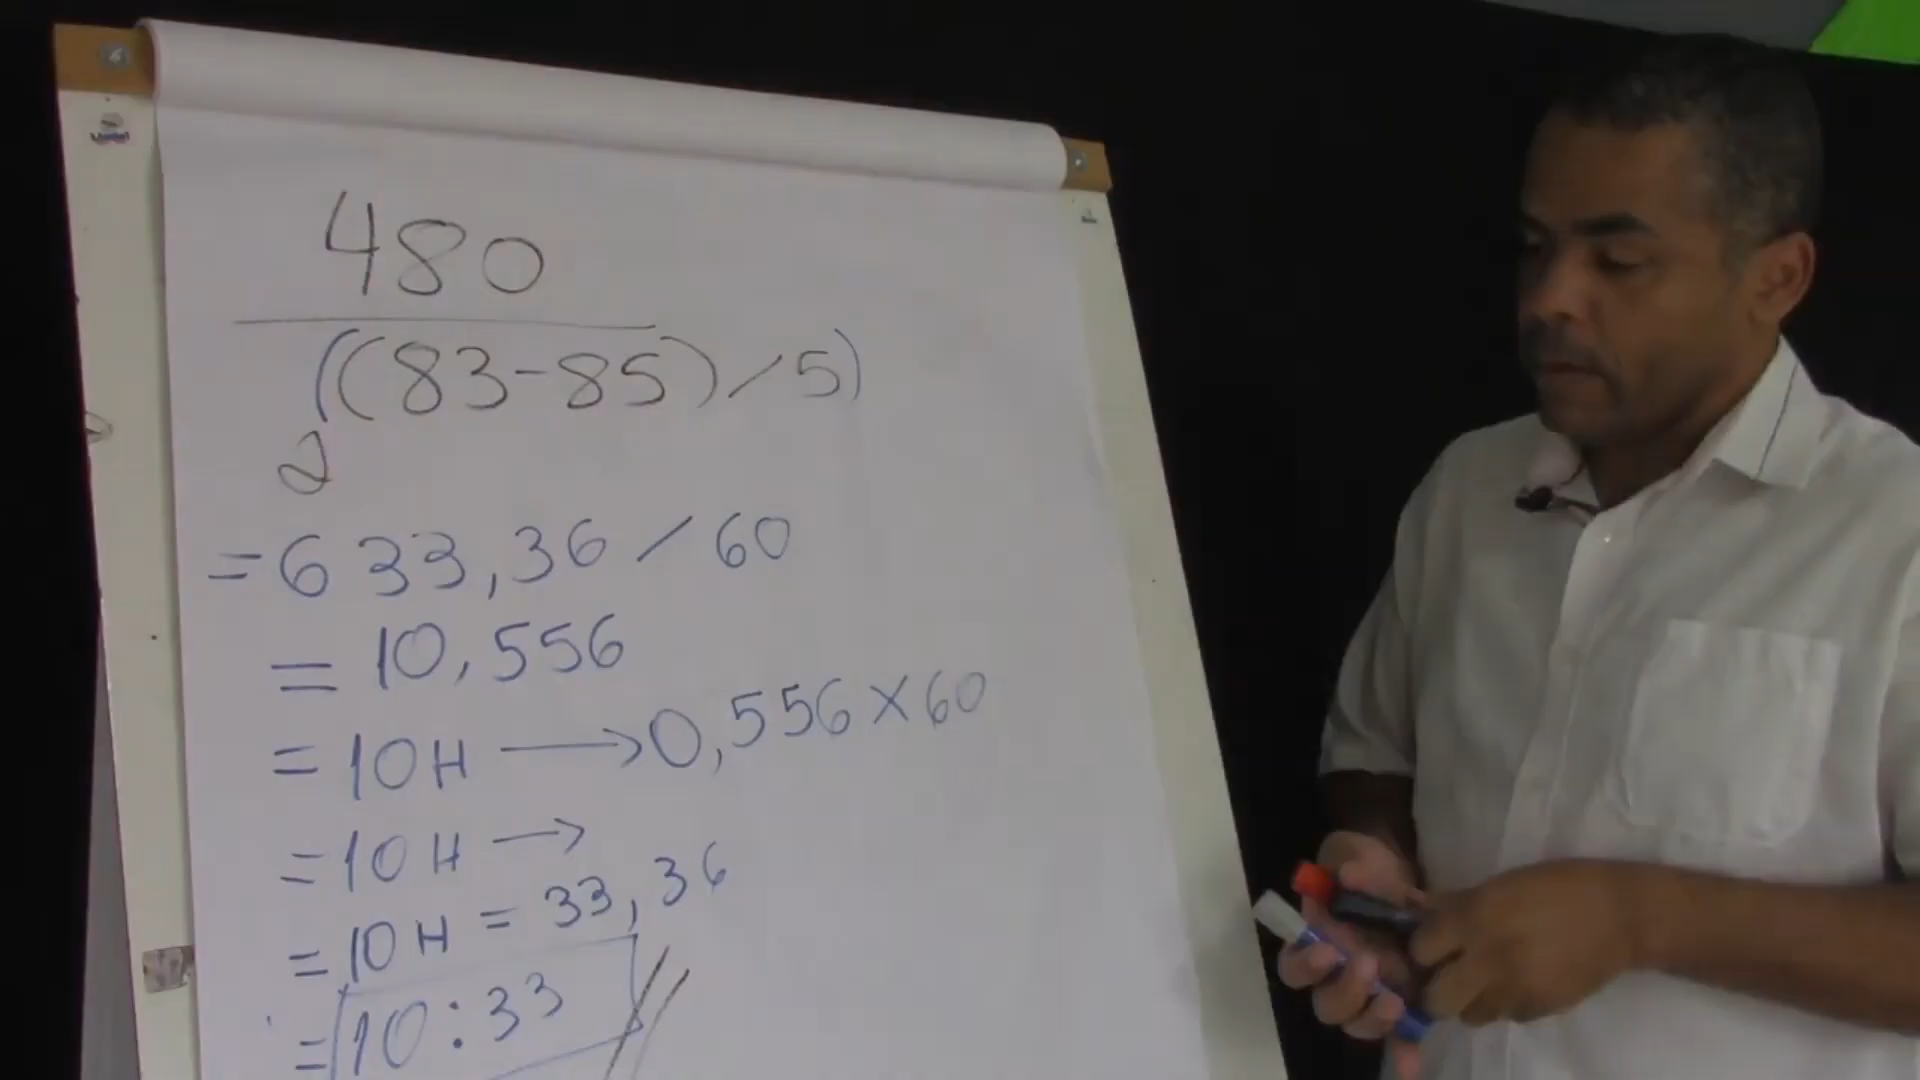 480
((83-85)/5)
2
=633,36/60
= 10,556
= 10H → 0,556×60
= 10H →
= 10H = 33,36
= 10:33